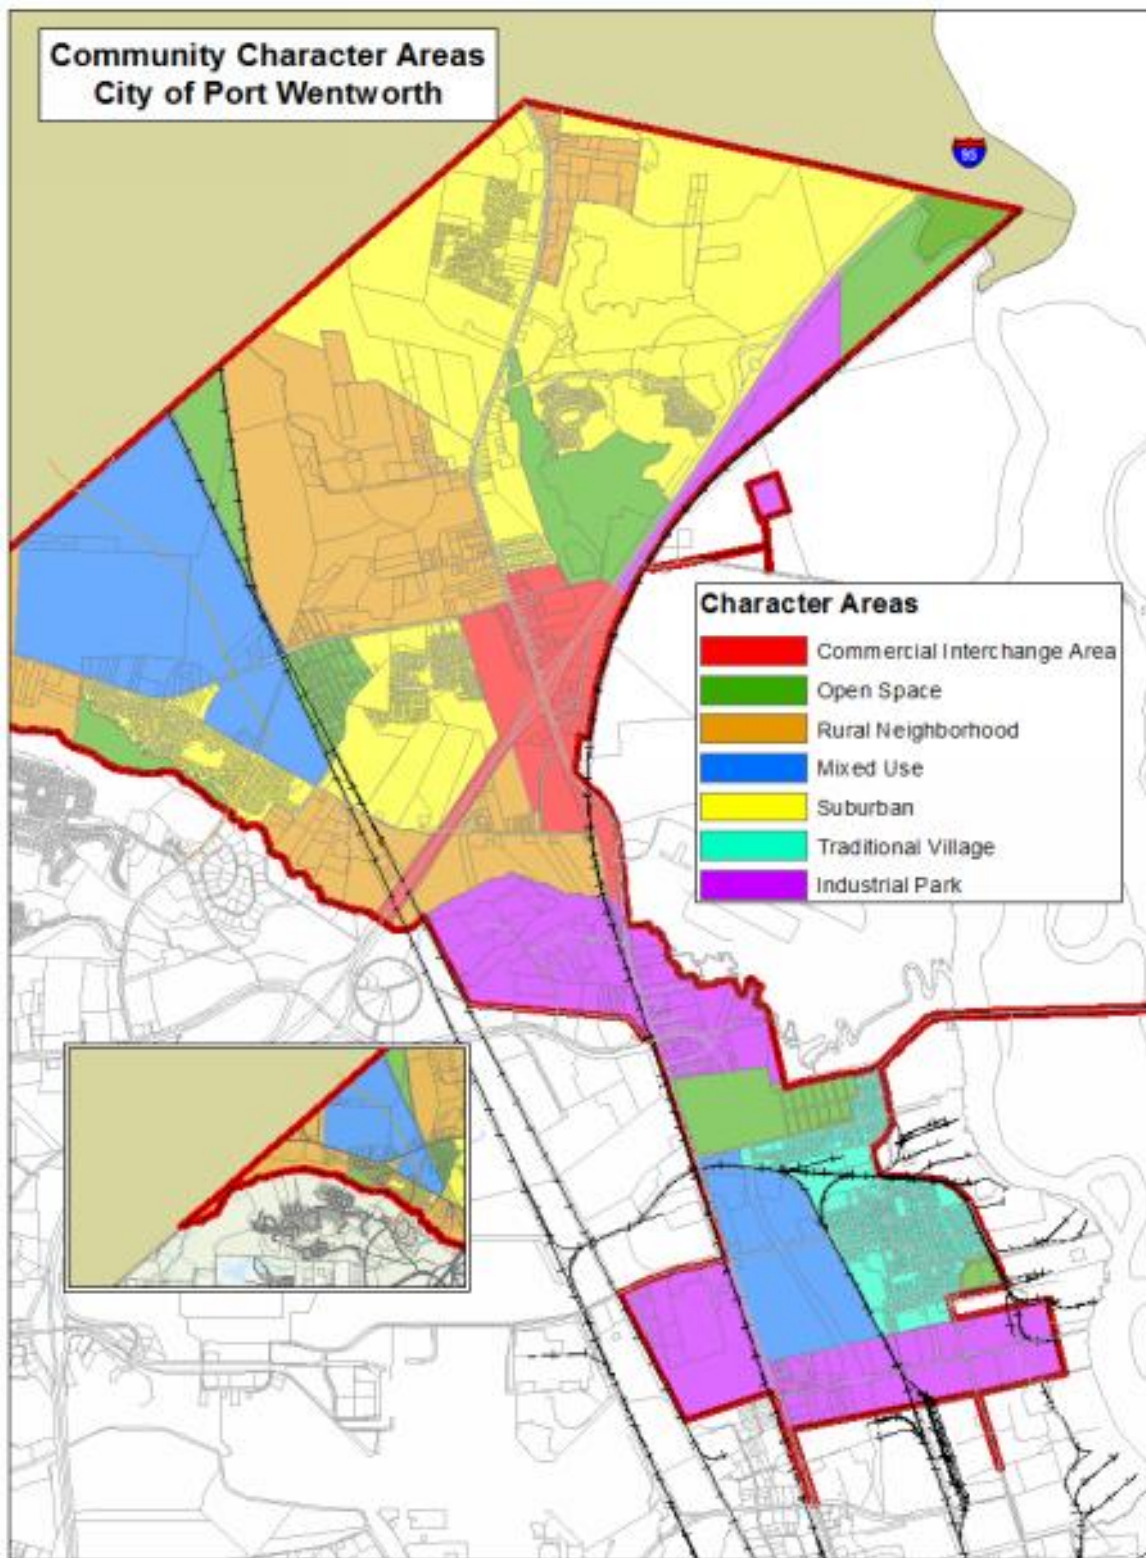 Community Character Areas
City of Port Wentworth
95
Character Areas
Commercial Interchange Area
Open Space
Rural Neighborhood
Mixed Use
Suburban
Traditional Village
Industrial Park